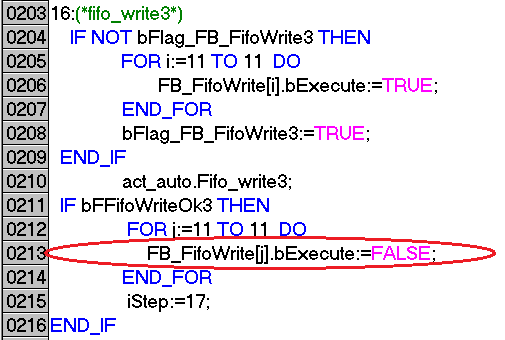 0203 16:(*fifo_write3*)
0204 IF NOT bFlag_FB_FifoWrite3 THEN
0205 FOR i:=11 TO 11 DO
0206 FB_FifoWrite[i].bExecute:=TRUE;
0207 END_FOR
0208 bFlag_FB_FifoWrite3:=TRUE;
0209 END_IF
0210 act_auto.Fifo_write3;
0211 IF bFFifoWriteOk3 THEN
0212 FOR j:=11 TO 11 DO
0213 FB_FifoWrite[j].bExecute:=FALSE;
0214 END_FOR
0215 iStep:=17;
0216 END_IF